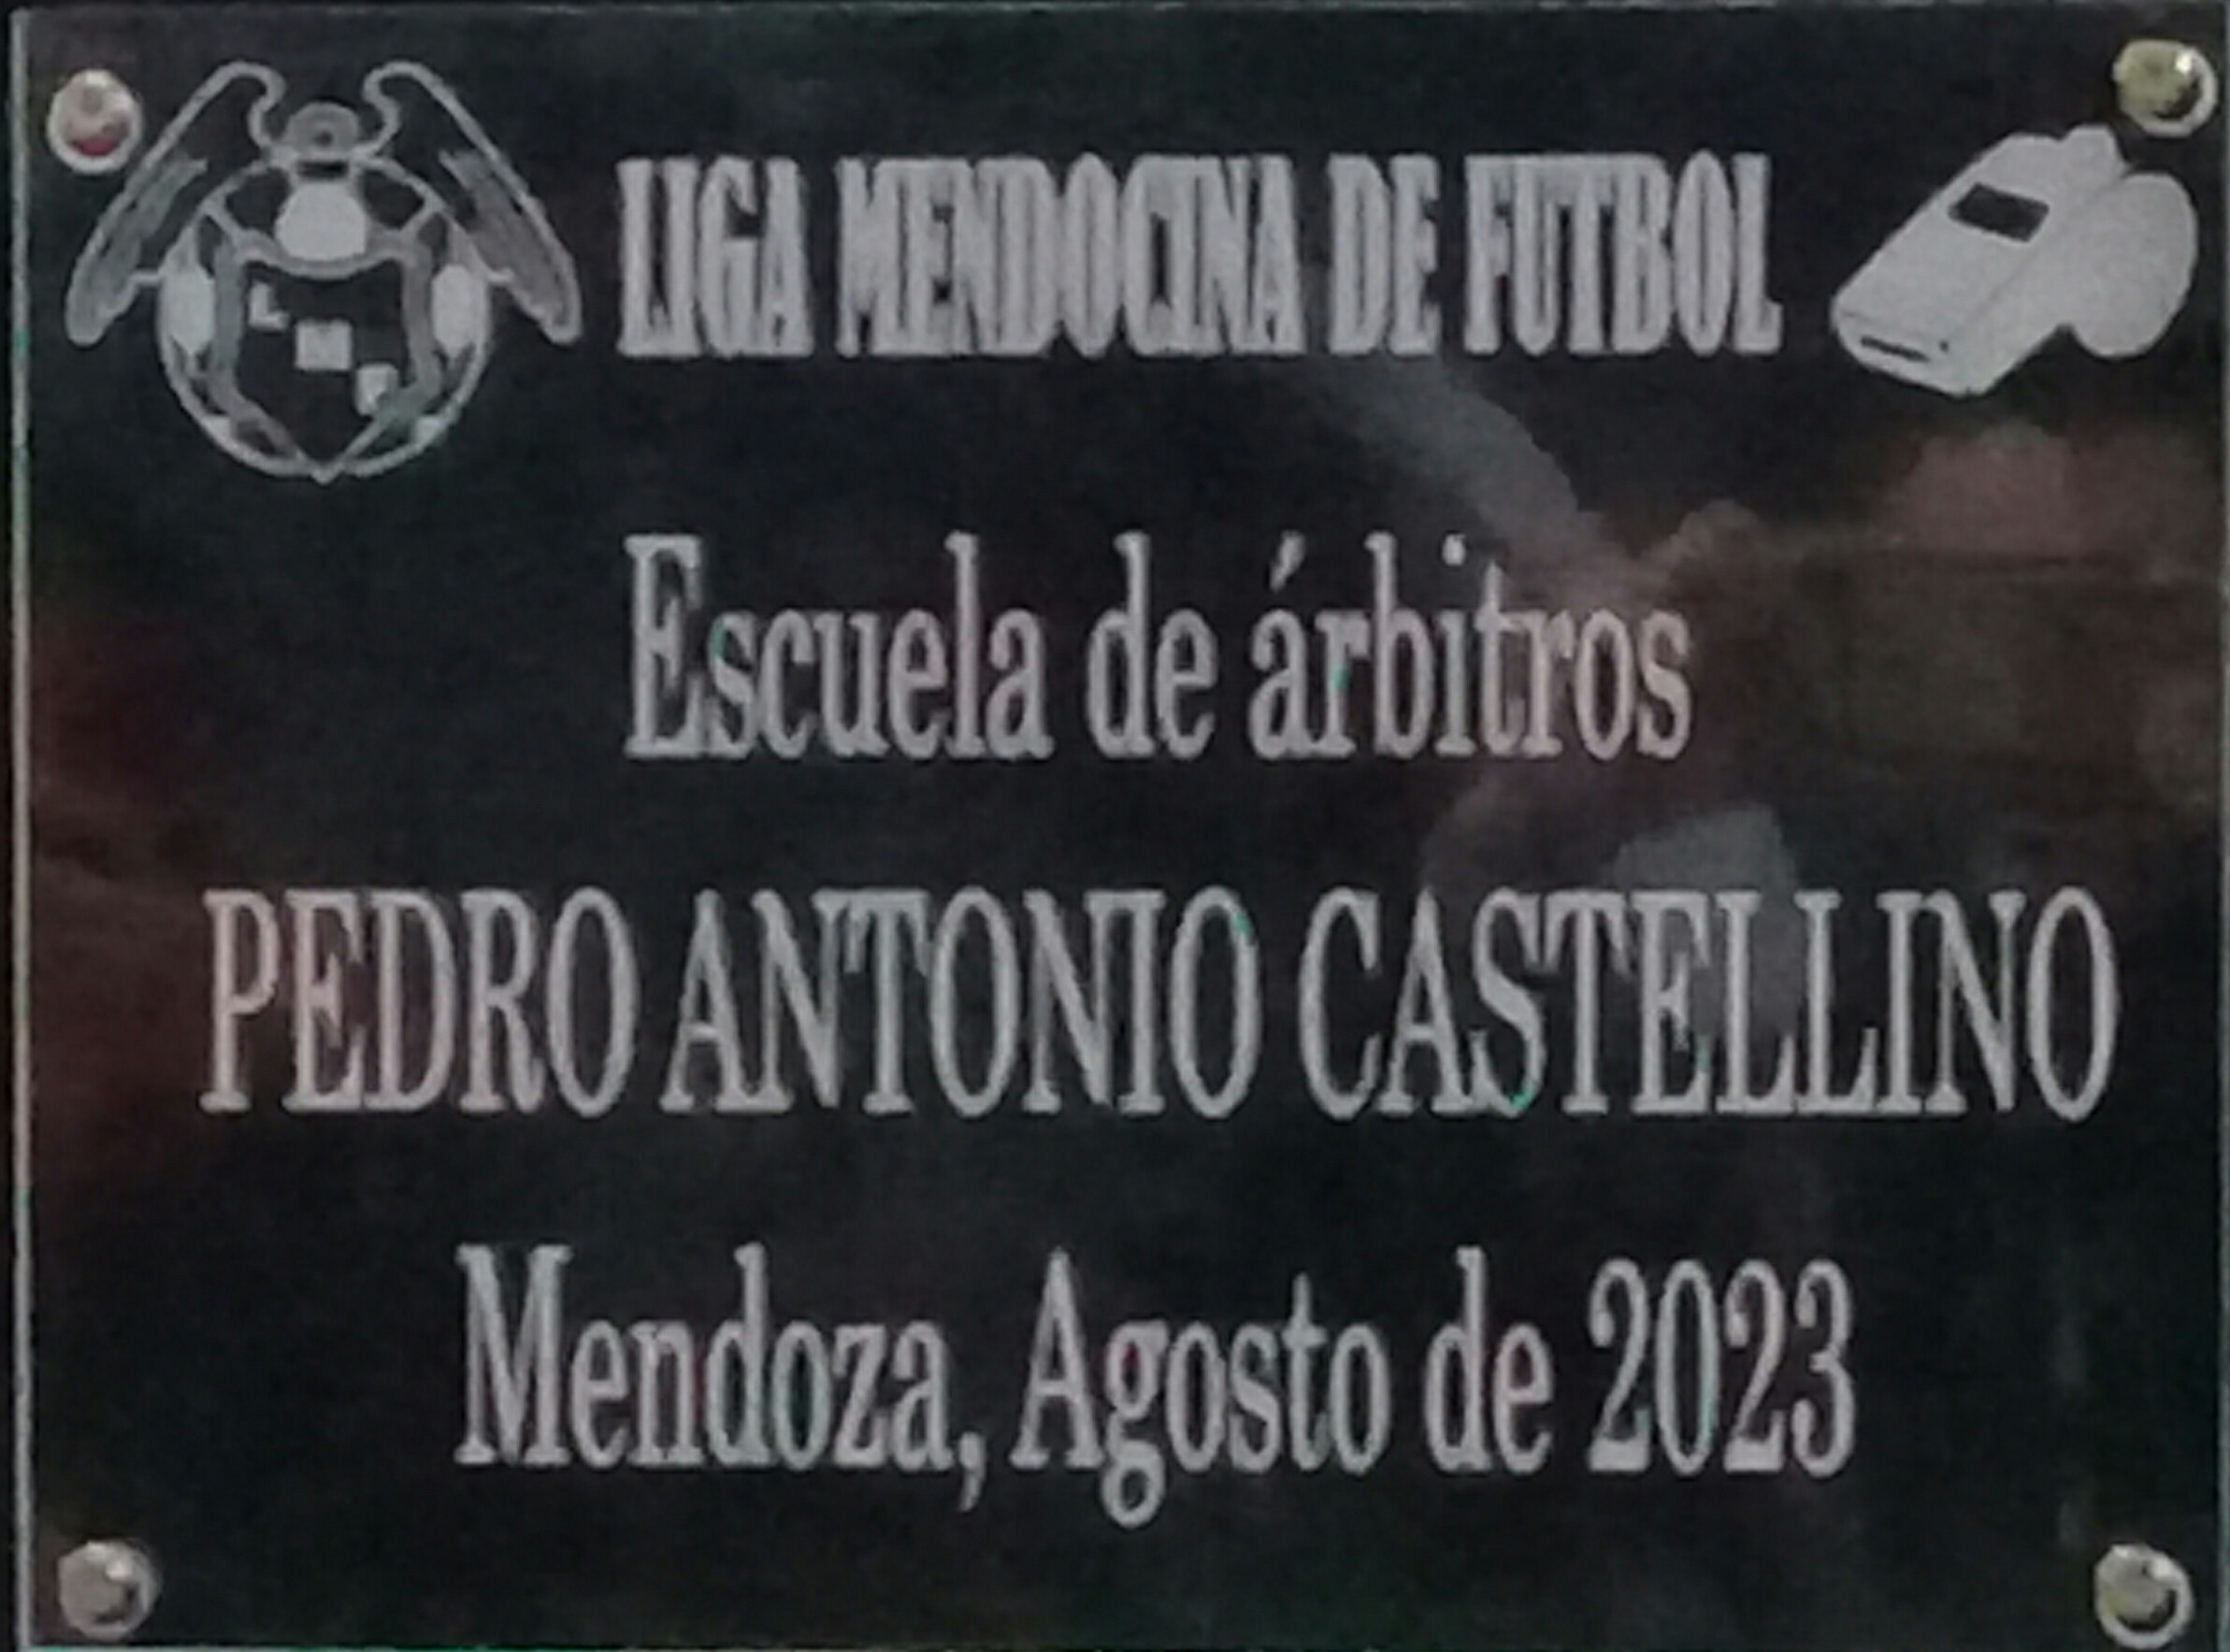 LIGA MENDOCINA DE FUTBOL
Escuela de árbitros
PEDRO ANTONIO CASTELLINO
Mendoza, Agosto de 2023